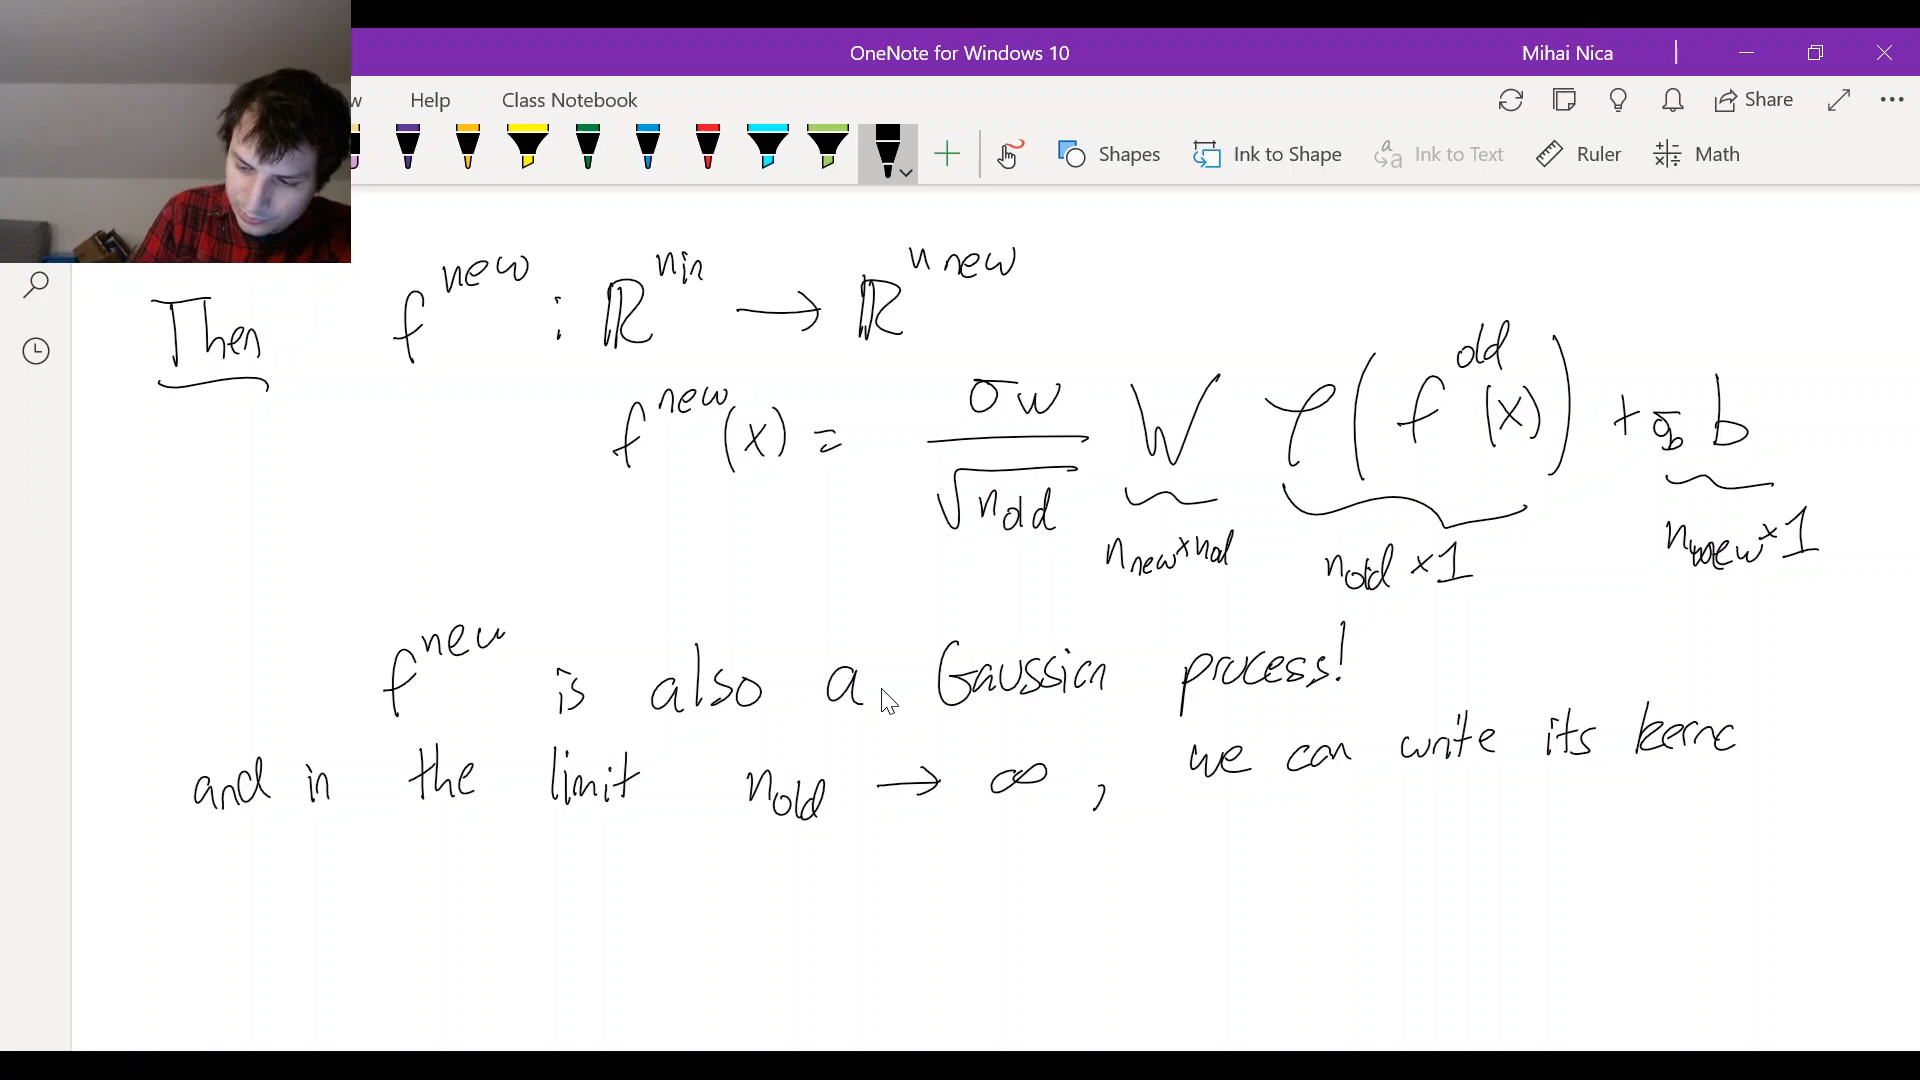 OneNote for Windows 10
Mihai Nica
w Help Class Notebook Share
Shapes Ink to Shape Ink to Text Ruler Math
Then f^new : ℝ^nin → ℝ^n new
f^new (x) = σw / √nold W φ( f^old (x) ) + σb b
nnew × nold nold × 1 nnew × 1
f^new is also a Gaussian process!
and in the limit nold → ∞ , we can write its kerne